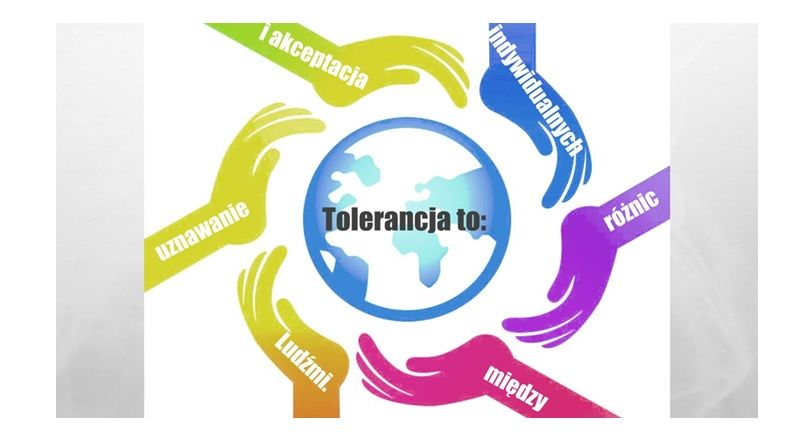 Tolerancja to:
uznawanie
i akceptacja
indywidualnych
różnic
między
Ludźmi.